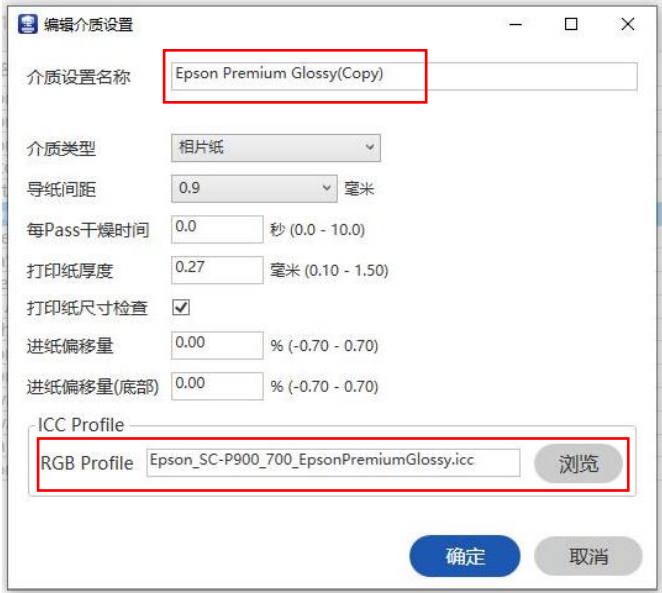 编辑介质设置
介质设置名称 Epson Premium Glossy(Copy)
介质类型 相片纸
导纸间距 0.9 毫米
每Pass干燥时间 0.0 秒 (0.0 - 10.0)
打印纸厚度 0.27 毫米 (0.10 - 1.50)
打印纸尺寸检查
进纸偏移量 0.00 % (-0.70 - 0.70)
进纸偏移量(底部) 0.00 % (-0.70 - 0.70)
ICC Profile
RGB Profile Epson_SC-P900_700_EpsonPremiumGlossy.icc 浏览
确定 取消